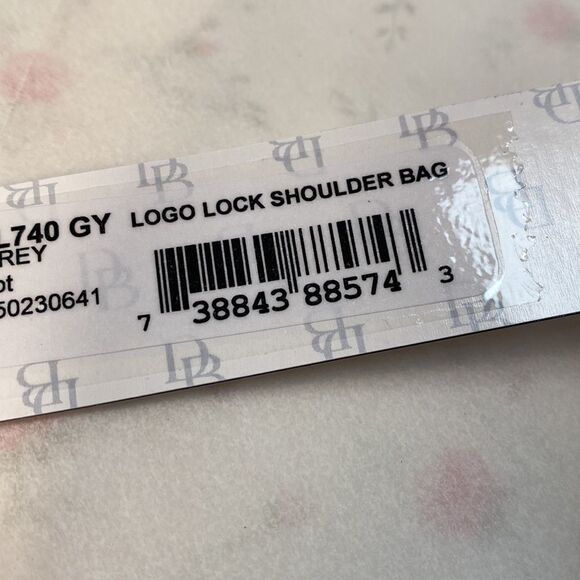 L740 GY LOGO LOCK SHOULDER BAG
REY
ot
50230641
7 38843 88574 3